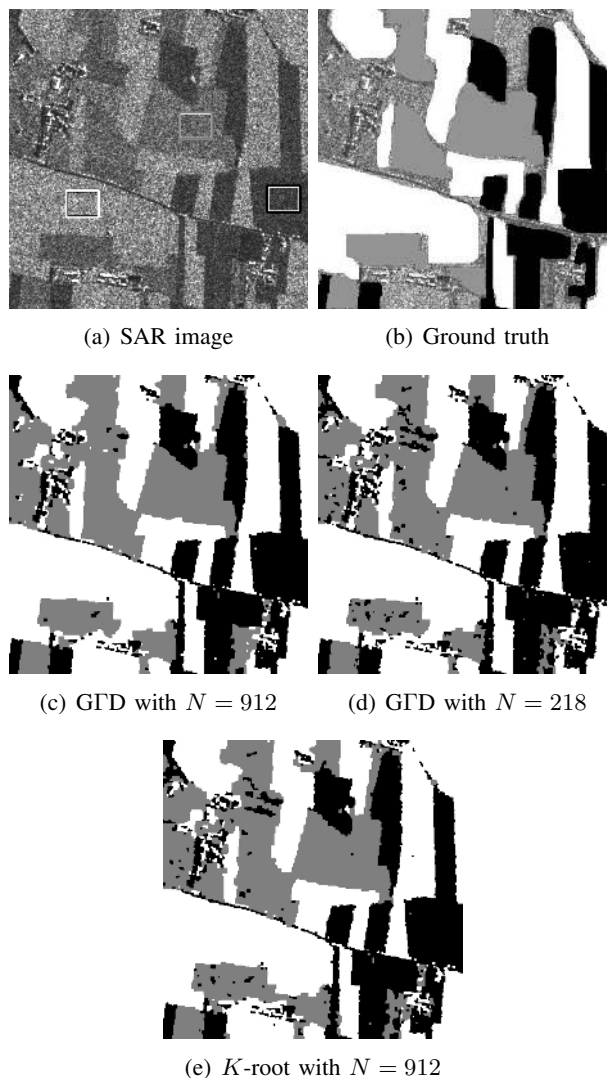 (a) SAR image
(b) Ground truth
(c) GΓD with N = 912
(d) GΓD with N = 218
(e) K-root with N = 912